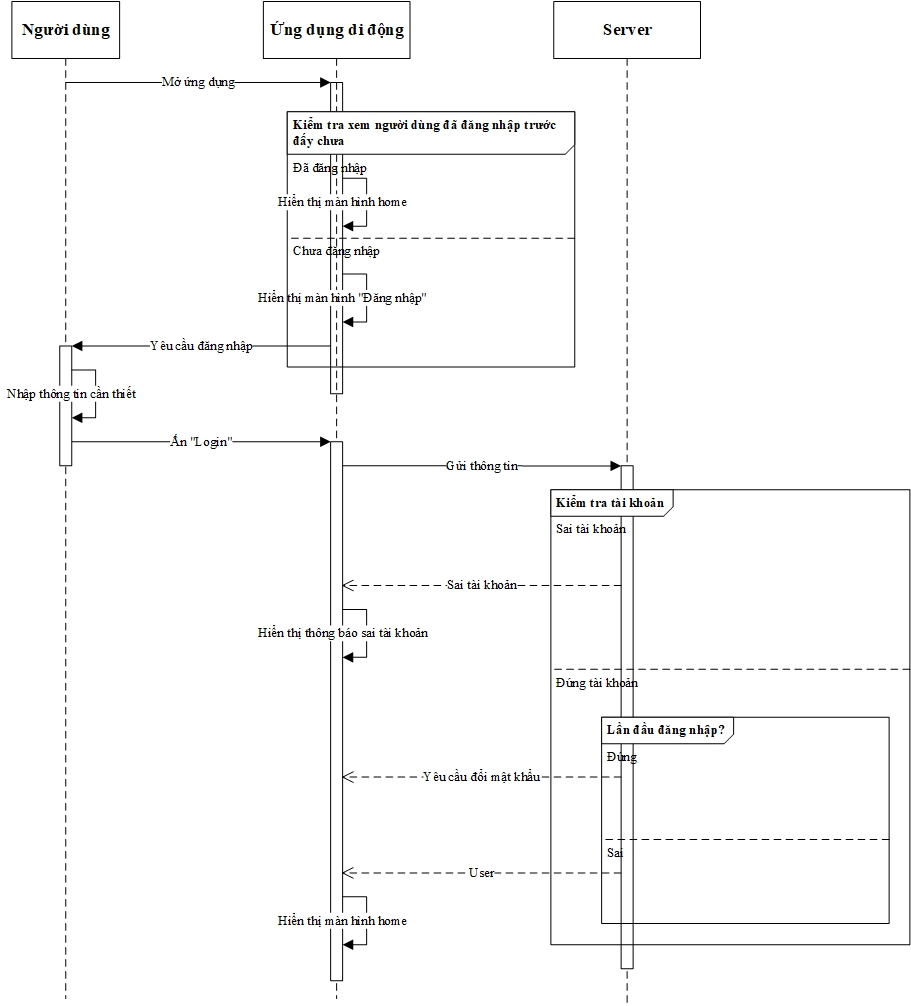 Người dùng
Ứng dụng di động
Server
Mở ứng dụng
Kiểm tra xem người dùng đã đăng nhập trước
đấy chưa
Đã đăng nhập
Hiển thị màn hình home
Chưa đăng nhập
Hiển thị màn hình "Đăng nhập"
Yêu cầu đăng nhập
Nhập thông tin cần thiết
Ấn "Login"
Gửi thông tin
Kiểm tra tài khoản
Sai tài khoản
Sai tài khoản
Hiển thị thông báo sai tài khoản
Đúng tài khoản
Lần đầu đăng nhập?
Đúng
Yêu cầu đổi mật khẩu
Sai
User
Hiển thị màn hình home